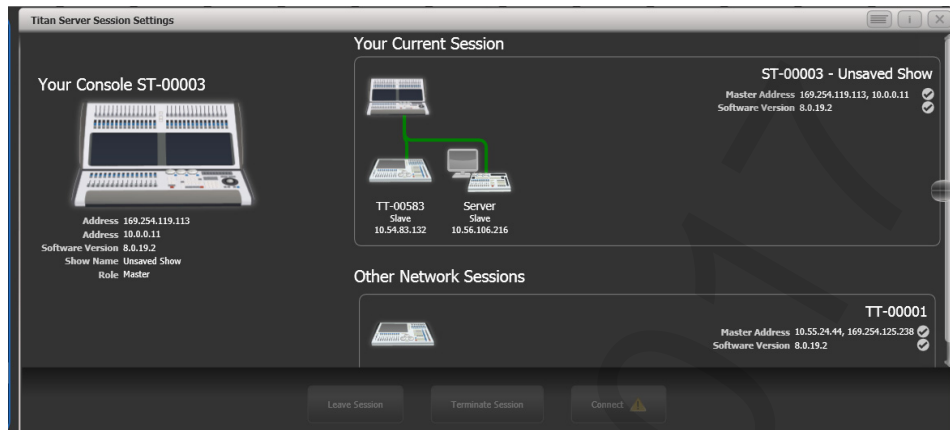 Titan Server Session Settings
i
Your Console ST-00003
Address 169.254.119.113
Address 10.0.0.11
Software Version 8.0.19.2
Show Name Unsaved Show
Role Master
Your Current Session
ST-00003 - Unsaved Show
Master Address 169.254.119.113, 10.0.0.11
Software Version 8.0.19.2
TT-00583
Slave
10.54.83.132
Server
Slave
10.56.106.216
Other Network Sessions
TT-00001
Master Address 10.55.24.44, 169.254.125.238
Software Version 8.0.19.2
Leave Session
Terminate Session
Connect